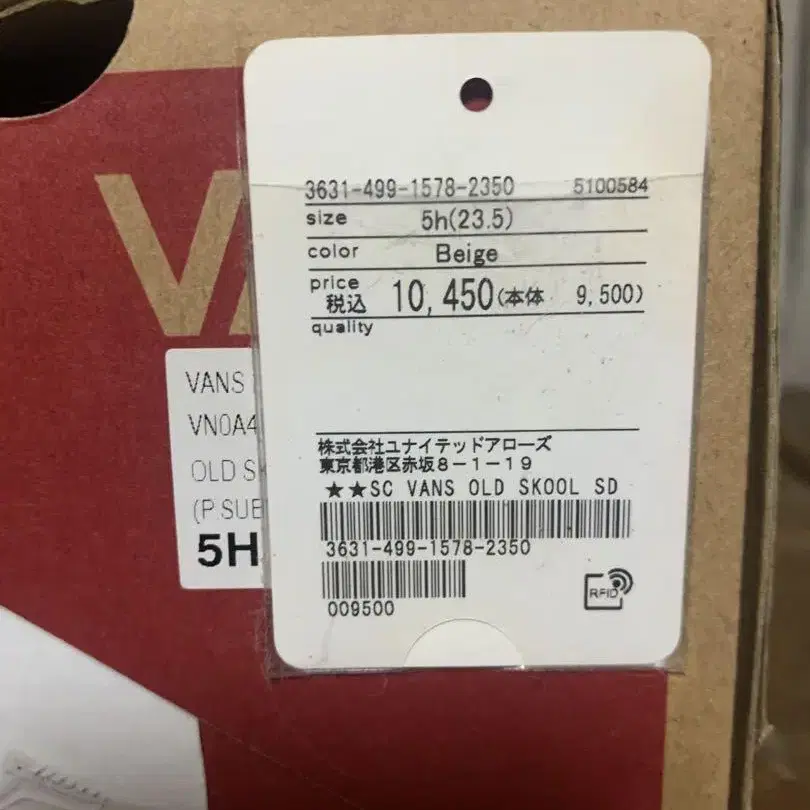 3631-499-1578-2350 5100584
size 5h(23.5)
color Beige
price
税込 10,450(本体 9,500)
quality
株式会社ユナイテッドアローズ
東京都港区赤坂8-1-19
★★SC VANS OLD SKOOL SD
3631-499-1578-2350
009500
RFID
VANS
VN0A4
OLD S
(P.SUE
5H